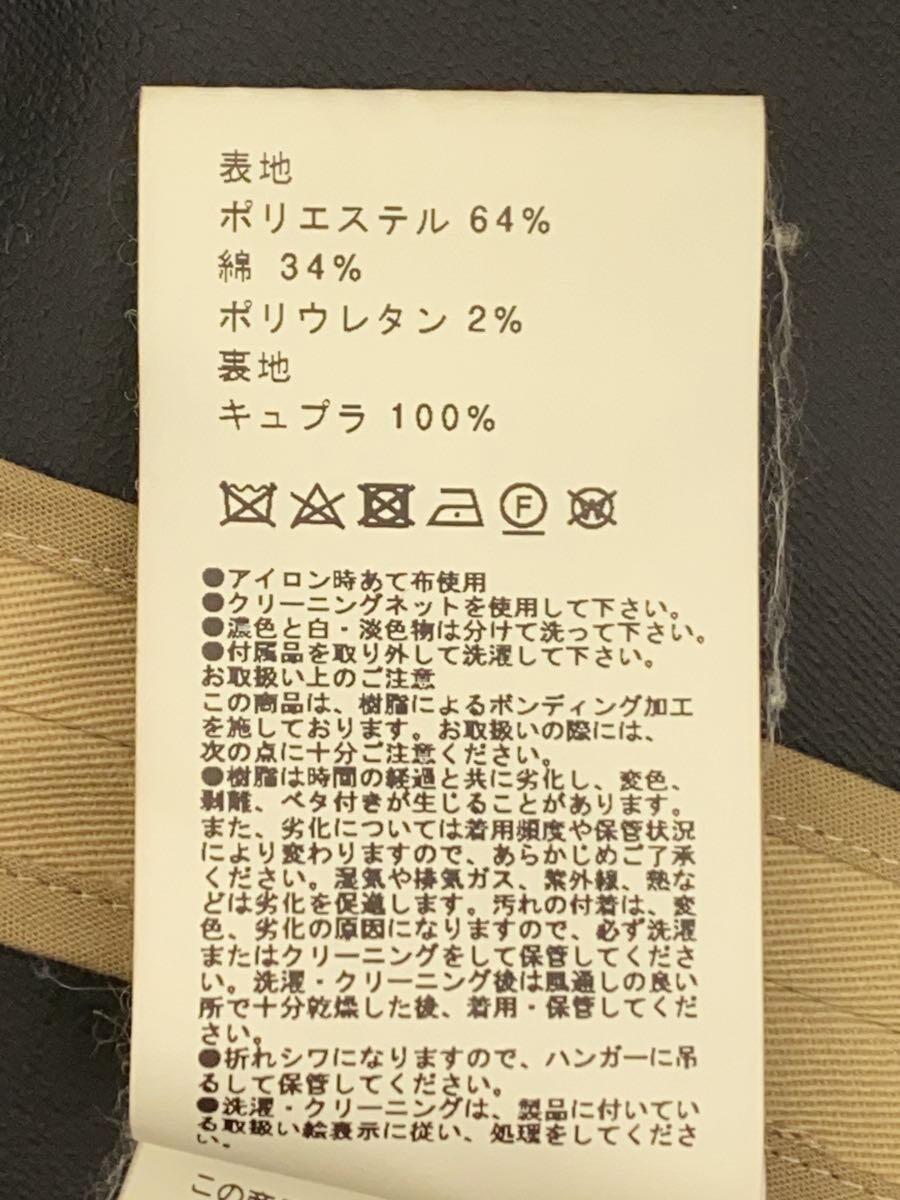 表地
ポリエステル 64%
綿 34%
ポリウレタン 2%
裏地
キュプラ 100%
F W
●アイロン時あて布使用
●クリーニングネットを使用して下さい。
●濃色と白・淡色物は分けて洗って下さい。
●付属品を取り外して洗濯して下さい。
お取扱い上のご注意
この商品は、樹脂によるボンディング加工
を施しております。お取扱いの際には、
次の点に十分ご注意ください。
●樹脂は時間の経過と共に劣化し、変色、
剥離、ベタ付きが生じることがあります。
また、劣化については着用頻度や保管状況
により変わりますので、あらかじめご了承
ください。湿気や排気ガス、紫外線、熱な
どは劣化を促進します。汚れの付着は、変
色、劣化の原因になりますので、必ず洗濯
またはクリーニングをして保管してくださ
い。洗濯・クリーニング後は風通しの良い
所で十分乾燥した後、着用・保管してくだ
さい。
●折れシワになりますので、ハンガーに吊
るして保管してください。
●洗濯・クリーニングは、製品に付いてい
る取扱い絵表示に従い、処理をしてくださ
い。
この商